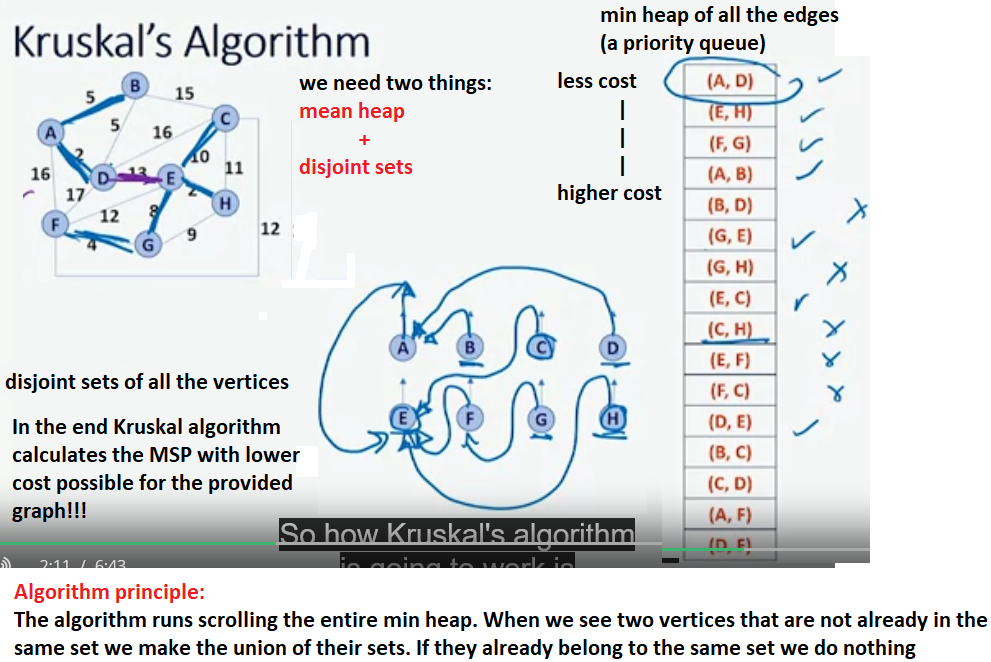 Kruskal's Algorithm
min heap of all the edges
(a priority queue)
we need two things:
mean heap
+
disjoint sets
less cost
|
|
|
higher cost
(A, D)
(E, H)
(F, G)
(A, B)
(B, D)
(G, E)
(G, H)
(E, C)
(C, H)
(E, F)
(F, C)
(D, E)
(B, C)
(C, D)
(A, F)
(D, F)
B
5
15
A
5
16
C
2
10
11
16
D
13
E
2
17
H
F
12
8
4
G
9
12
A
B
C
D
E
F
G
H
disjoint sets of all the vertices
In the end Kruskal algorithm
calculates the MSP with lower
cost possible for the provided
graph!!!
So how Kruskal's algorithm
is going to work is
2:11 / 6:43
Algorithm principle:
The algorithm runs scrolling the entire min heap. When we see two vertices that are not already in the
same set we make the union of their sets. If they already belong to the same set we do nothing